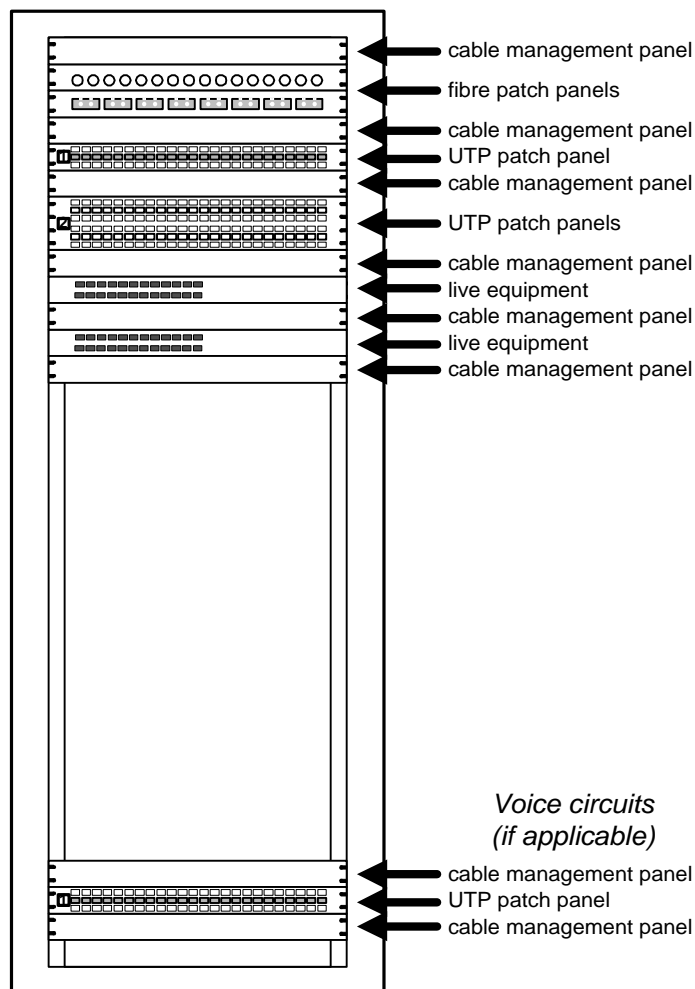 cable management panel
fibre patch panels
cable management panel
UTP patch panel
cable management panel
UTP patch panels
cable management panel
live equipment
cable management panel
live equipment
cable management panel
Voice circuits
(if applicable)
cable management panel
UTP patch panel
cable management panel